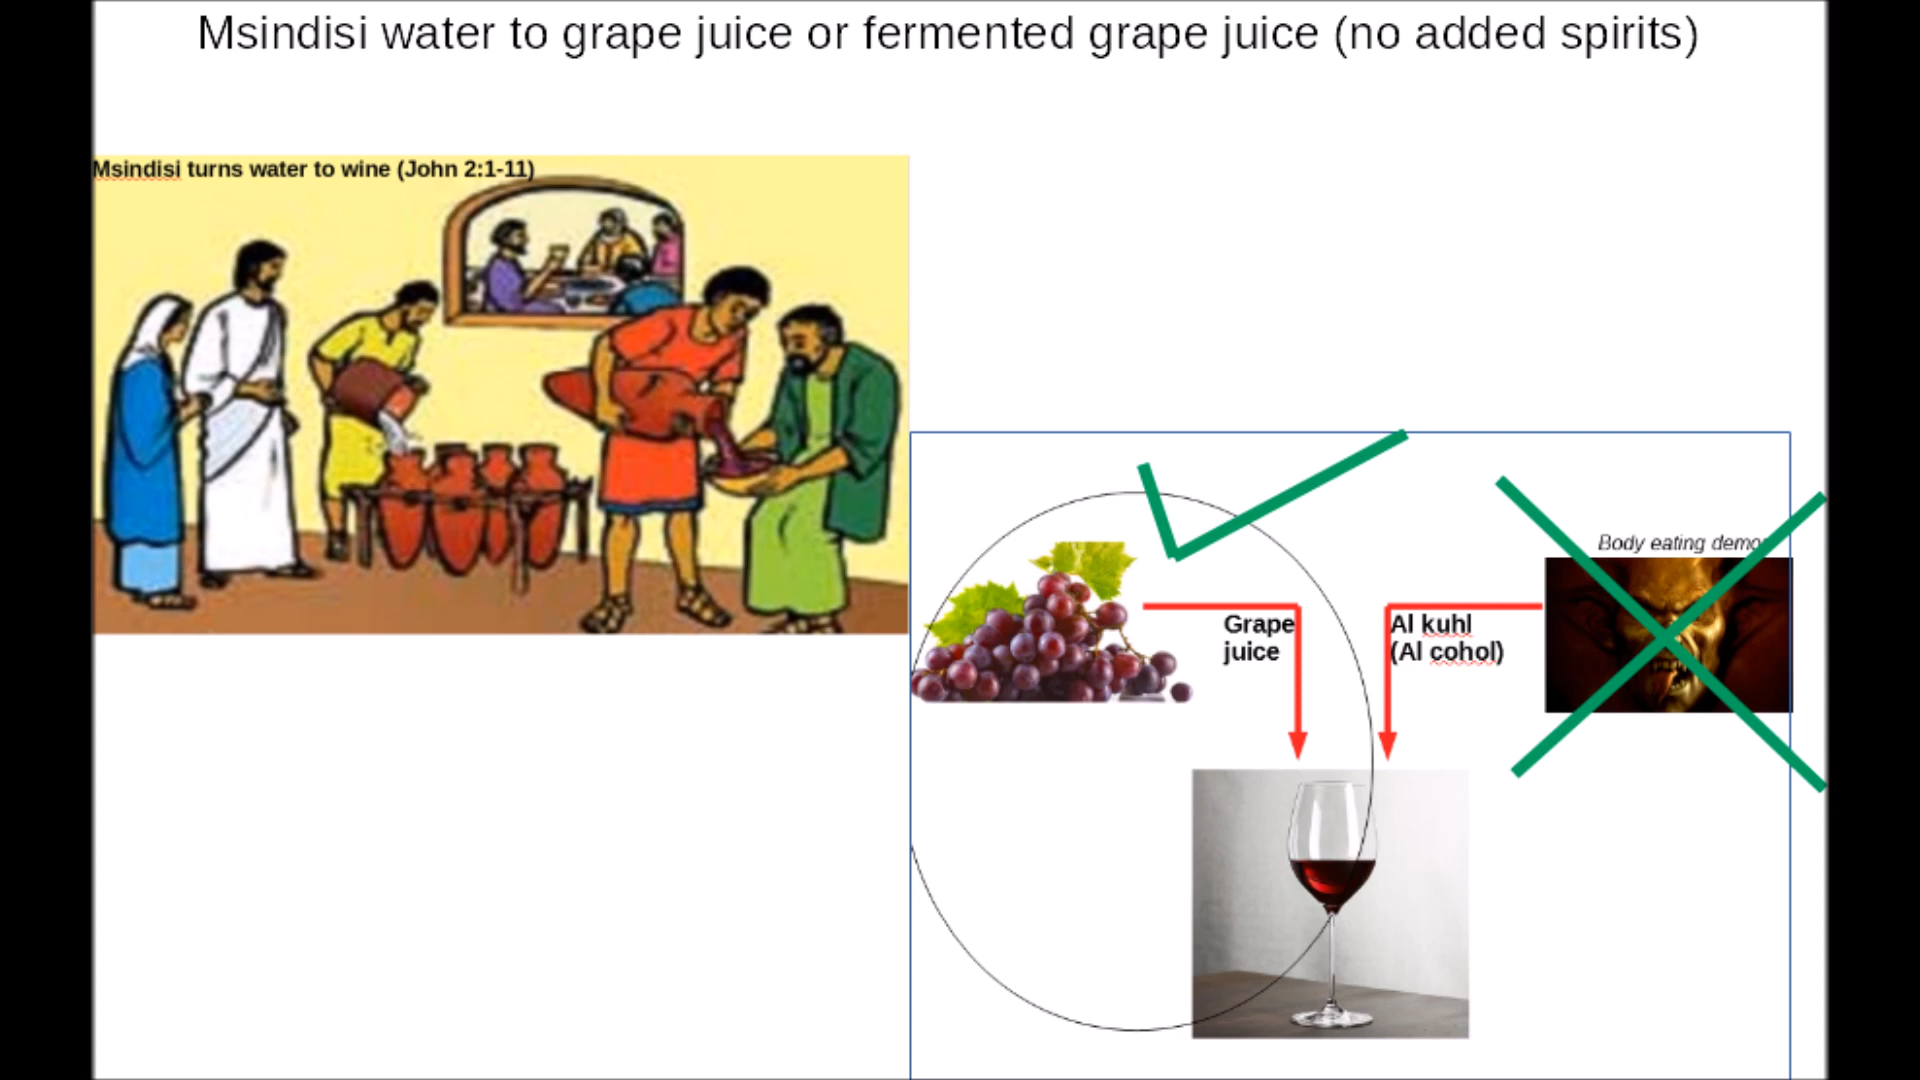 Msindisi water to grape juice or fermented grape juice (no added spirits)
Msindisi turns water to wine (John 2:1-11)
Body eating
Grape
juice
Al kuhl
(Al cohol)